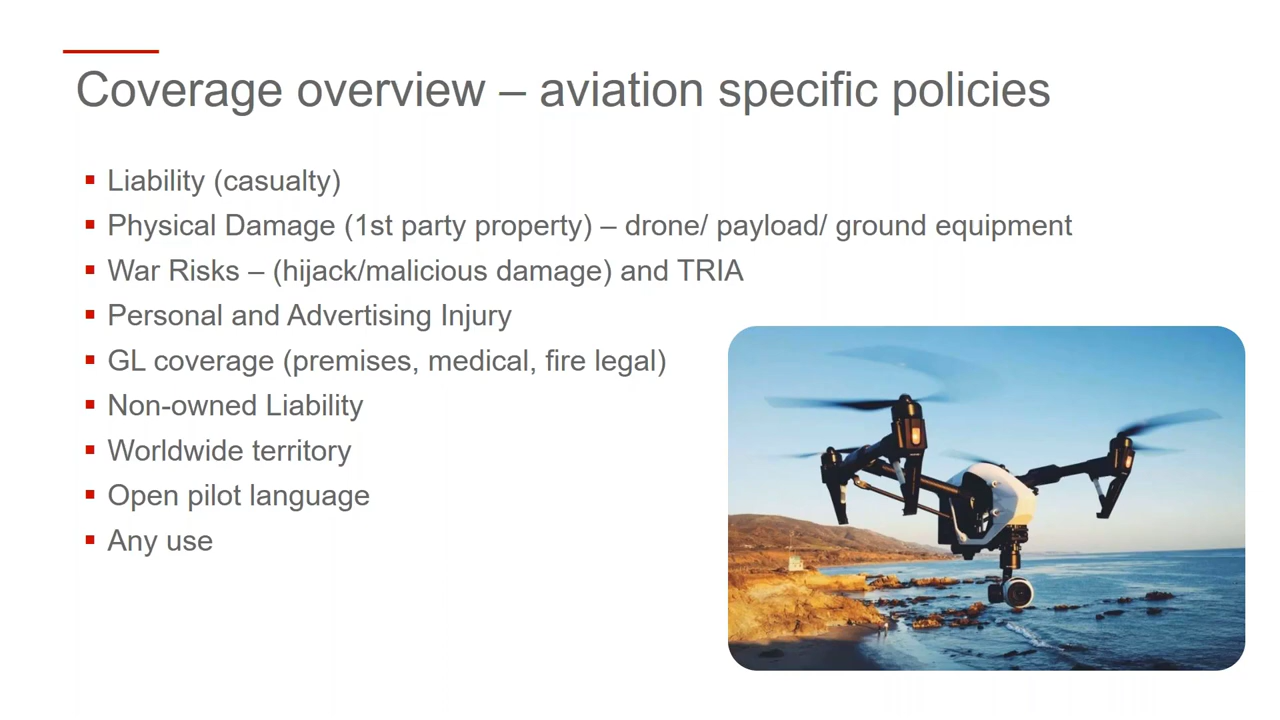 Coverage overview – aviation specific policies
Liability (casualty)
Physical Damage (1st party property) – drone/ payload/ ground equipment
War Risks – (hijack/malicious damage) and TRIA
Personal and Advertising Injury
GL coverage (premises, medical, fire legal)
Non-owned Liability
Worldwide territory
Open pilot language
Any use